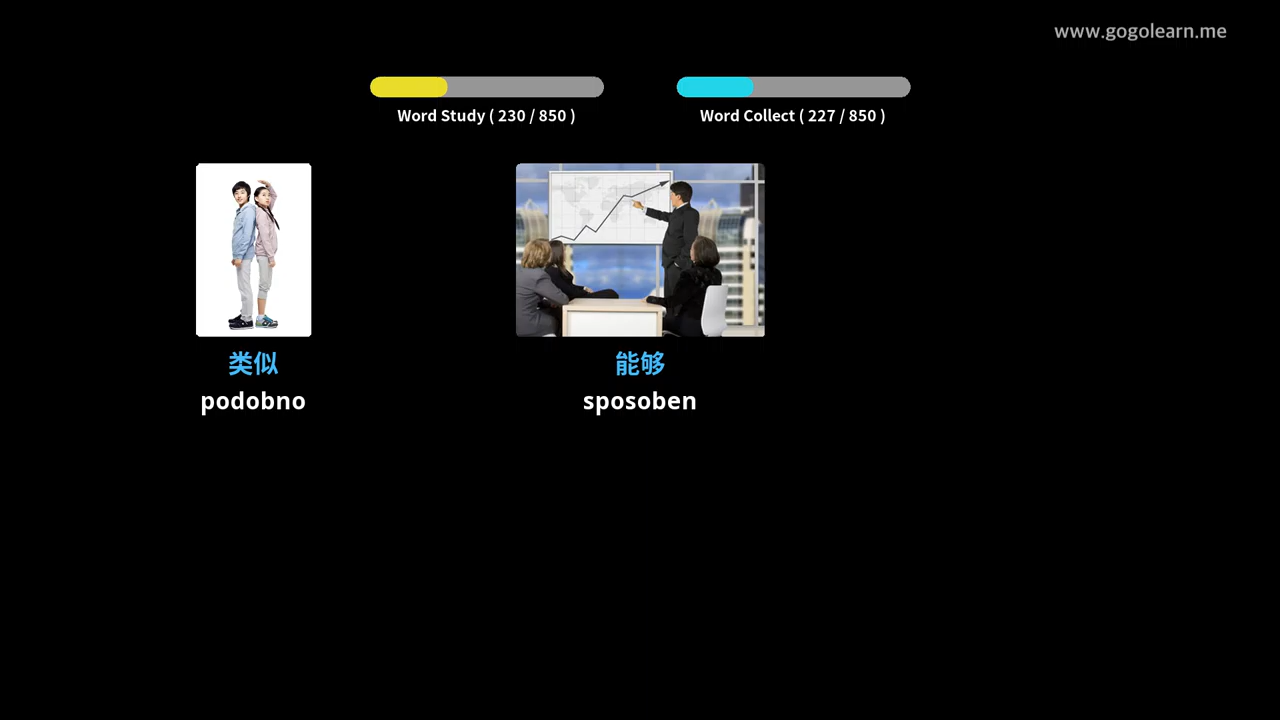 www.gogolearn.me
Word Study ( 230 / 850 )
Word Collect ( 227 / 850 )
类似
podobno
能够
sposoben